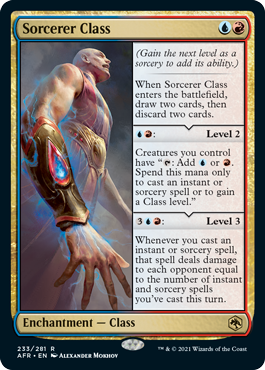 Sorcerer Class
(Gain the next level as a
sorcery to add its ability.)
When Sorcerer Class
enters the battlefield,
draw two cards, then
discard two cards.
: Level 2
Creatures you control
have “: Add or .
Spend this mana only
to cast an instant or
sorcery spell or to gain
a Class level.”
3 : Level 3
Whenever you cast an
instant or sorcery spell,
that spell deals damage
to each opponent equal
to the number of instant
and sorcery spells
you’ve cast this turn.
Enchantment — Class
233/281 R
AFR • EN Alexander Mokhov
™ & © 2021 Wizards of the Coast